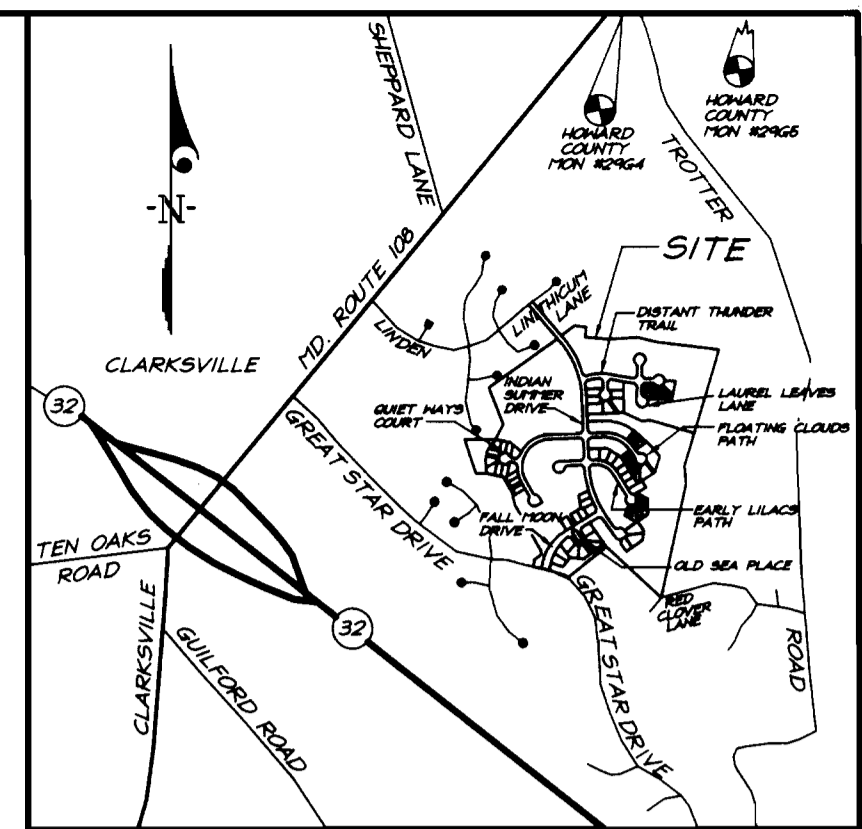 SHEPPARD LANE
HOWARD
COUNTY
MON #29G4
HOWARD
COUNTY
MON #29G5
TROTTER
-N-
SITE
MD. ROUTE 108
LINTHICUM
LANE
DISTANT THUNDER
TRAIL
LINDEN
CLARKSVILLE
INDIAN
SUMMER
DRIVE
LAUREL LEAVES
LANE
32
QUIET WAYS
COURT
FLOATING CLOUDS
PATH
GREAT STAR DRIVE
FALL MOON
DRIVE
EARLY LILACS
PATH
TEN OAKS
ROAD
OLD SEA PLACE
RED
CLOVER
LANE
32
CLARKSVILLE
GUILFORD ROAD
GREAT STAR DRIVE
ROAD